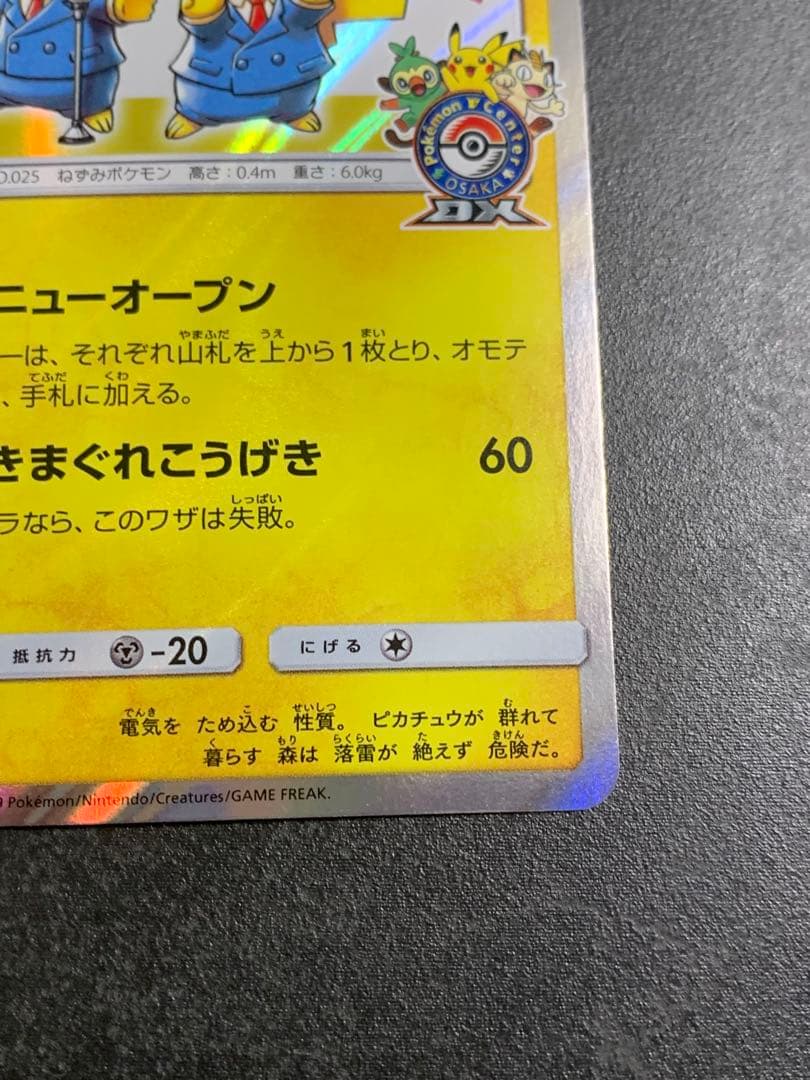 Pokémon Center
OSAKA
DX
.025 ねずみポケモン 高さ:0.4m 重さ:6.0kg
ニューオープン
ーは、それぞれ山札を上から1枚とり、オモテ
、手札に加える。
きまぐれこうげき 60
ラなら、このワザは失敗。
抵抗力 -20 にげる
電気を ため込む 性質。 ピカチュウが 群れて
暮らす 森は 落雷が 絶えず 危険だ。
9 Pokémon/Nintendo/Creatures/GAME FREAK.